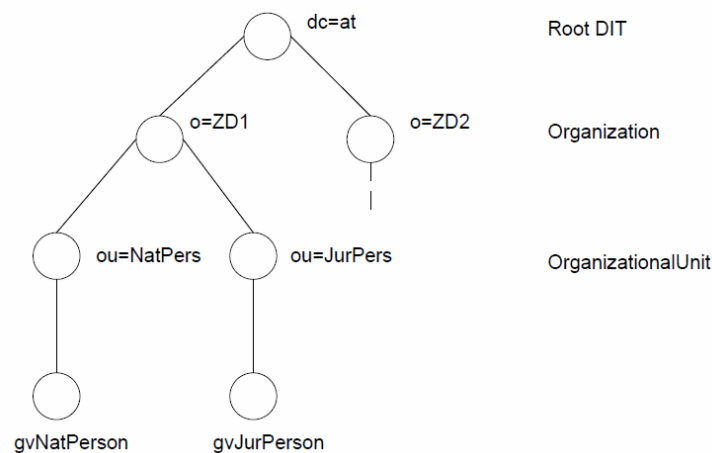 dc=at
Root DIT
o=ZD1
o=ZD2
Organization
ou=NatPers
ou=JurPers
OrganizationalUnit
gvNatPerson
gvJurPerson